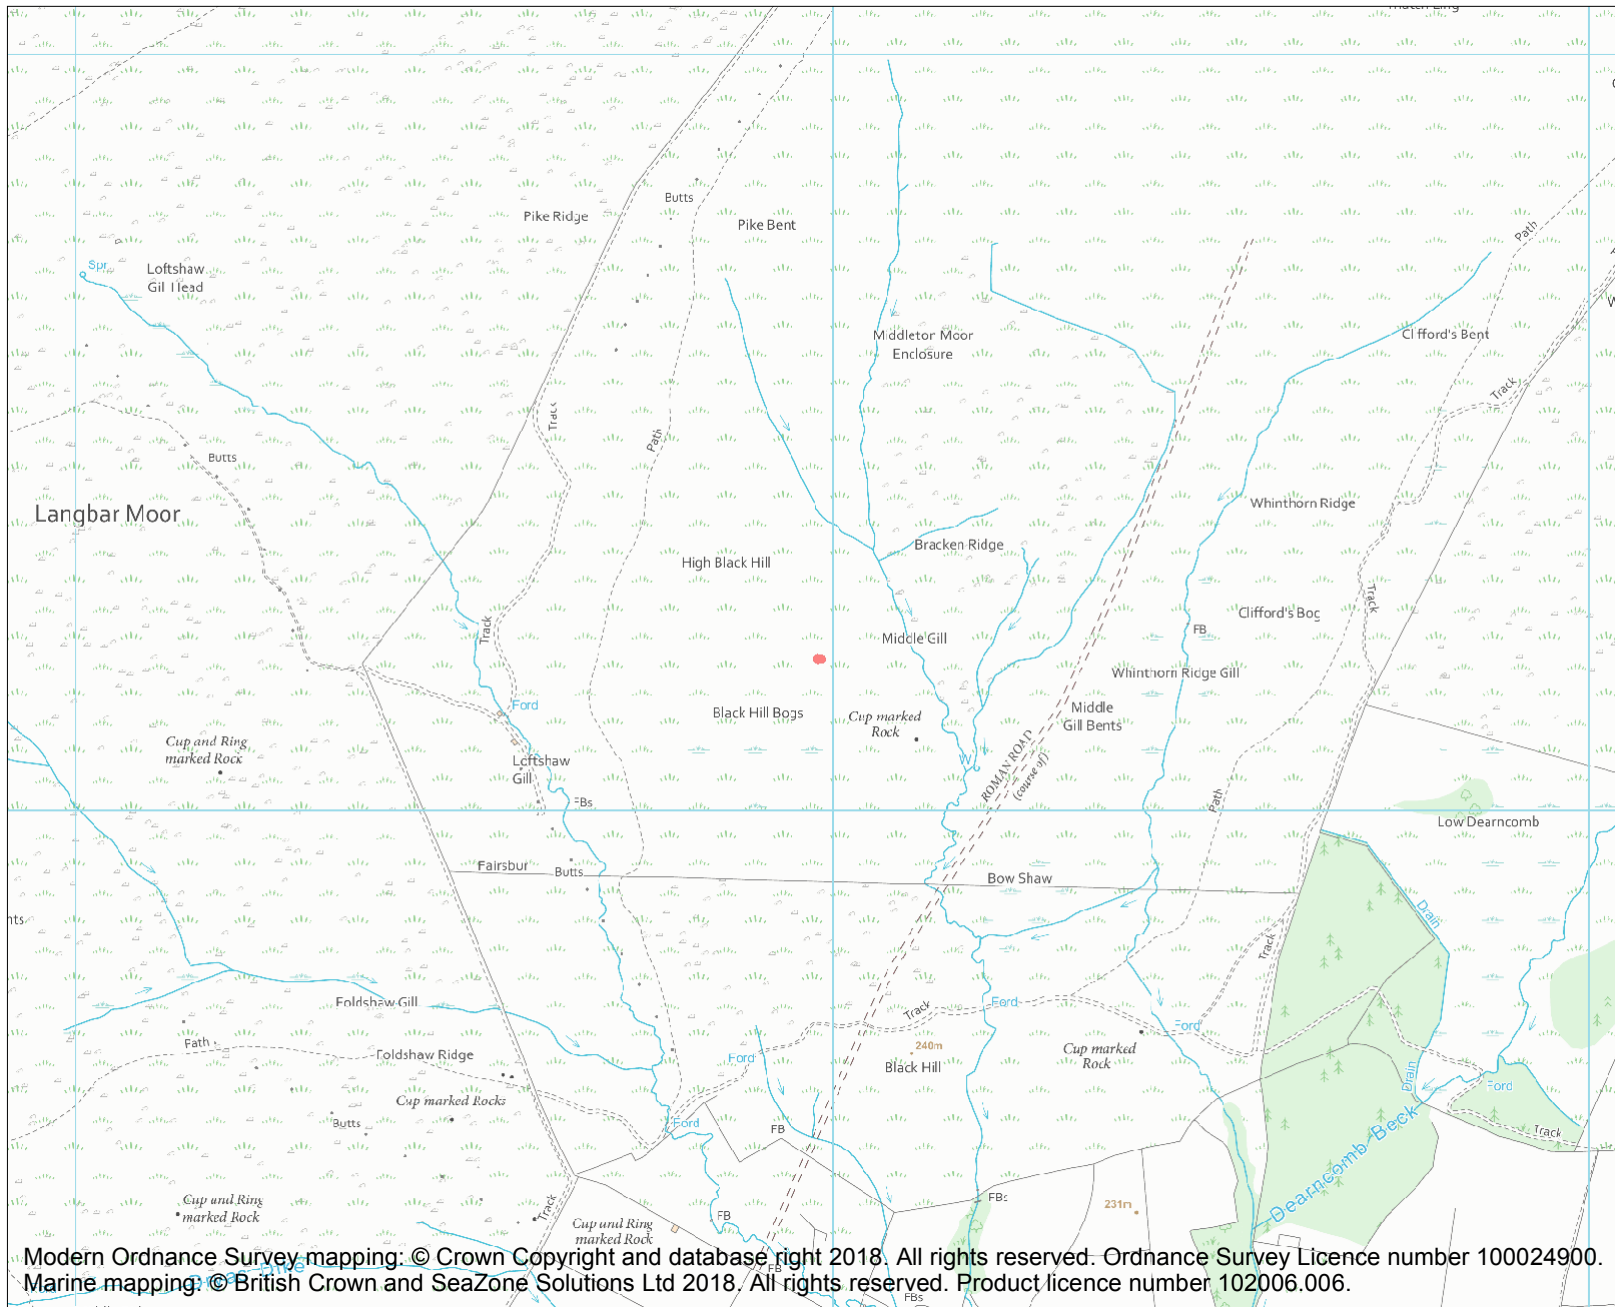 Pike Ridge
Butts
Pike Bent
Path
Spr
Loftshaw
Gill Head
Middletor Moor
Enclosure
Clifford's Bent
Track
Track
Path
Butts
Langbar Moor
Whinthorn Ridge
Bracken Ridge
High Black Hill
Track
Clifford's Bog
Track
FB
Middle Gill
Whinthorn Ridge Gill
Ford
Black Hill Bogs
Cup marked
Rock
Middle
Gill Bents
Cup and Ring
marked Rock
ROMAN ROAD
(course of)
W
Loftshaw
Gill
FBs
Path
Low Dearncomb
Fairsbur
Butts
Bow Shaw
nts
Drain
Track
Foldshaw Gill
Track
Ford
Ford
Path
Foldshaw Ridge
Ford
240m
Black Hill
Cup marked
Rock
Drain
Ford
Cup marked Rocks
Butts
Ford
FB
Dearncomb Beck
Track
Cup and Ring
marked Rock
Track
Cup and Ring
marked Rock
FB
FBs
231m
Modern Ordnance Survey mapping: © Crown Copyright and database right 2018. All rights reserved. Ordnance Survey Licence number 100024900.
Marine mapping: © British Crown and SeaZone Solutions Ltd 2018. All rights reserved. Product licence number 102006.006.
FB
FBs